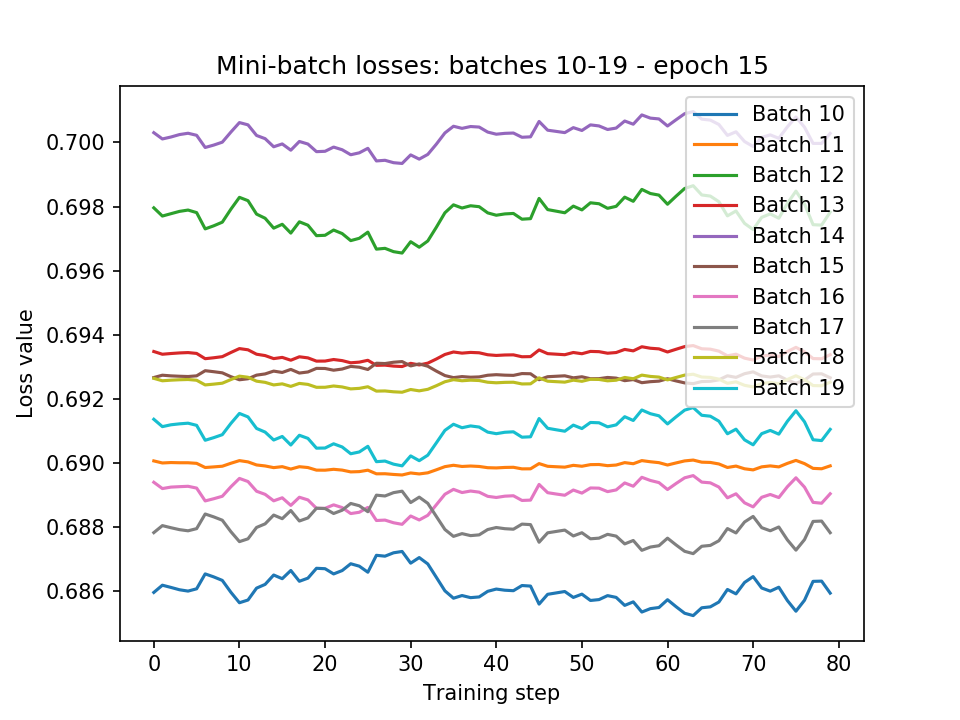 Mini-batch losses: batches 10-19 - epoch 15
Loss value
0.700
0.698
0.696
0.694
0.692
0.690
0.688
0.686
0
10
20
30
40
50
60
70
80
Training step
Batch 10
Batch 11
Batch 12
Batch 13
Batch 14
Batch 15
Batch 16
Batch 17
Batch 18
Batch 19